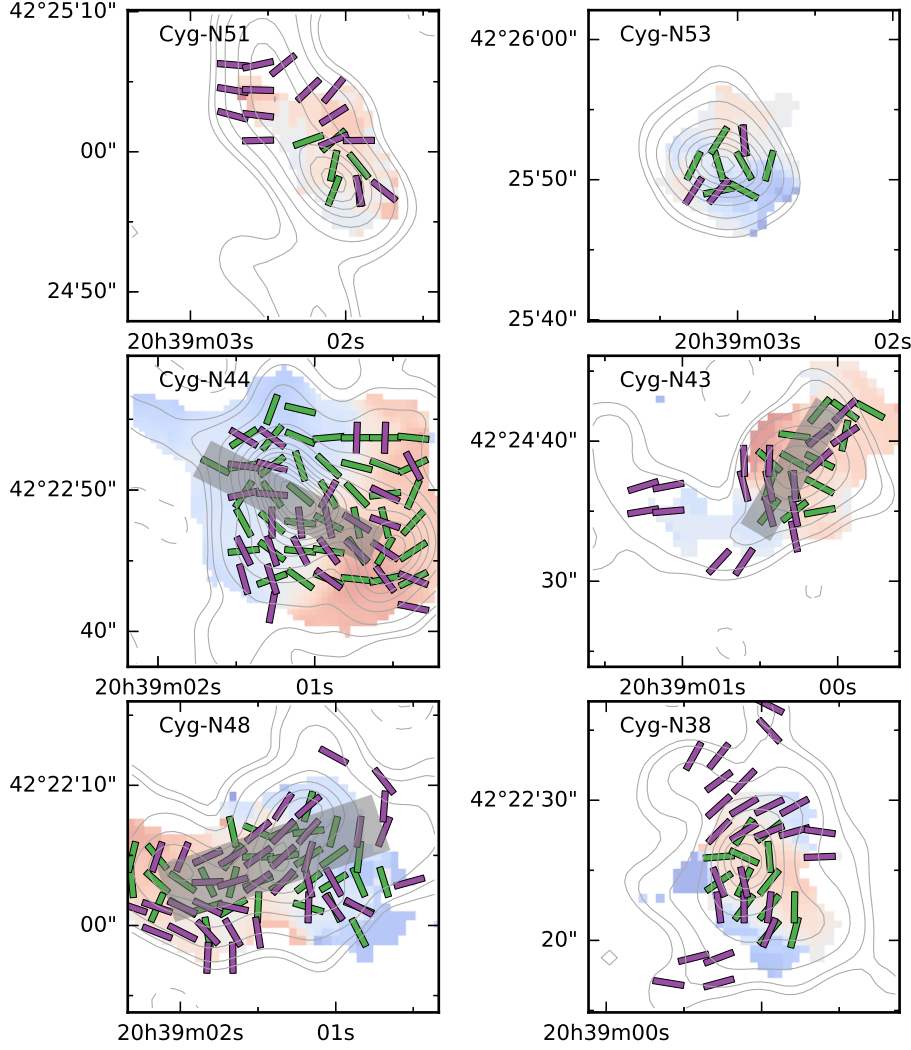 42°25'10"
Cyg-N51
00"
24'50"
20h39m03s
02s
42°26'00"
Cyg-N53
25'50"
25'40"
20h39m03s
02s
Cyg-N44
42°22'50"
40"
20h39m02s
01s
Cyg-N43
42°24'40"
30"
20h39m01s
00s
Cyg-N48
42°22'10"
00"
20h39m02s
01s
Cyg-N38
42°22'30"
20"
20h39m00s